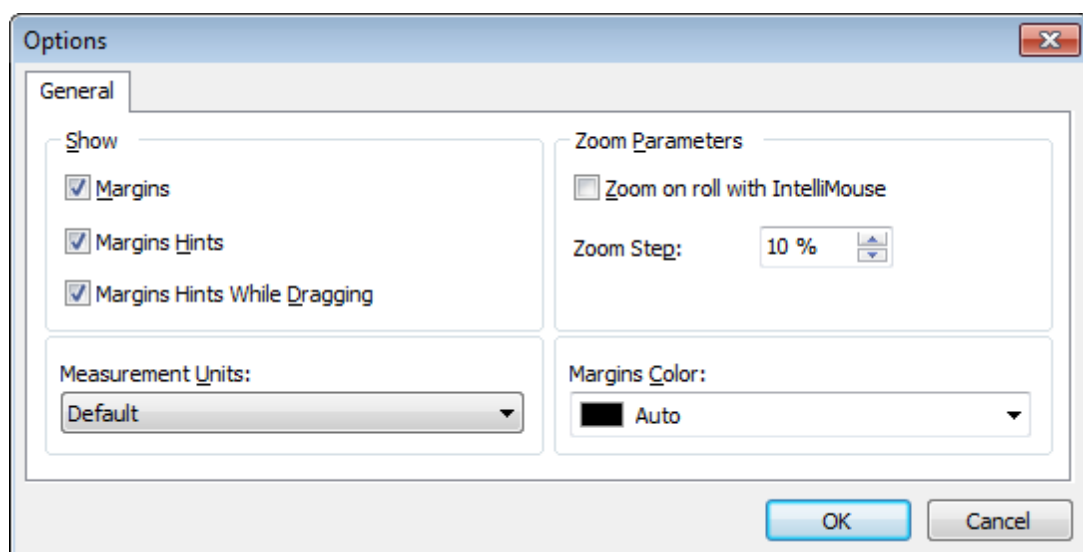 Options
General
Show
Margins
Margins Hints
Margins Hints While Dragging
Zoom Parameters
Zoom on roll with IntelliMouse
Zoom Step: 10 %
Measurement Units:
Default
Margins Color:
Auto
OK Cancel